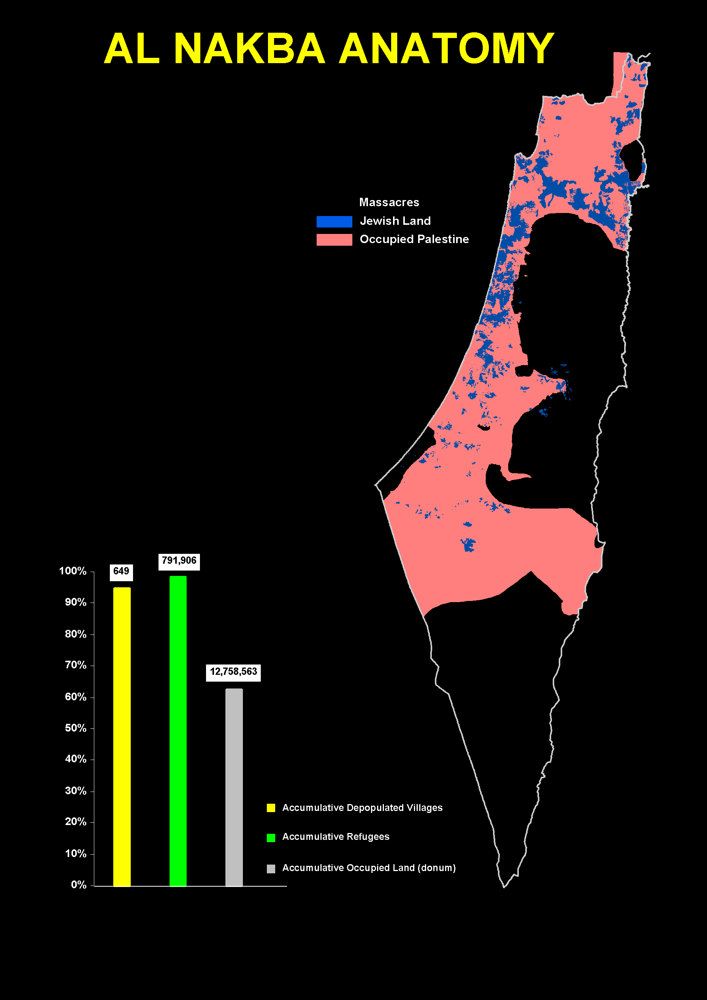 AL NAKBA ANATOMY
Massacres
Jewish Land
Occupied Palestine
791,906
649
100%
90%
80%
70%
12,758,563
60%
50%
40%
30%
20%
10%
0%
Accumulative Depopulated Villages
Accumulative Refugees
Accumulative Occupied Land (donum)